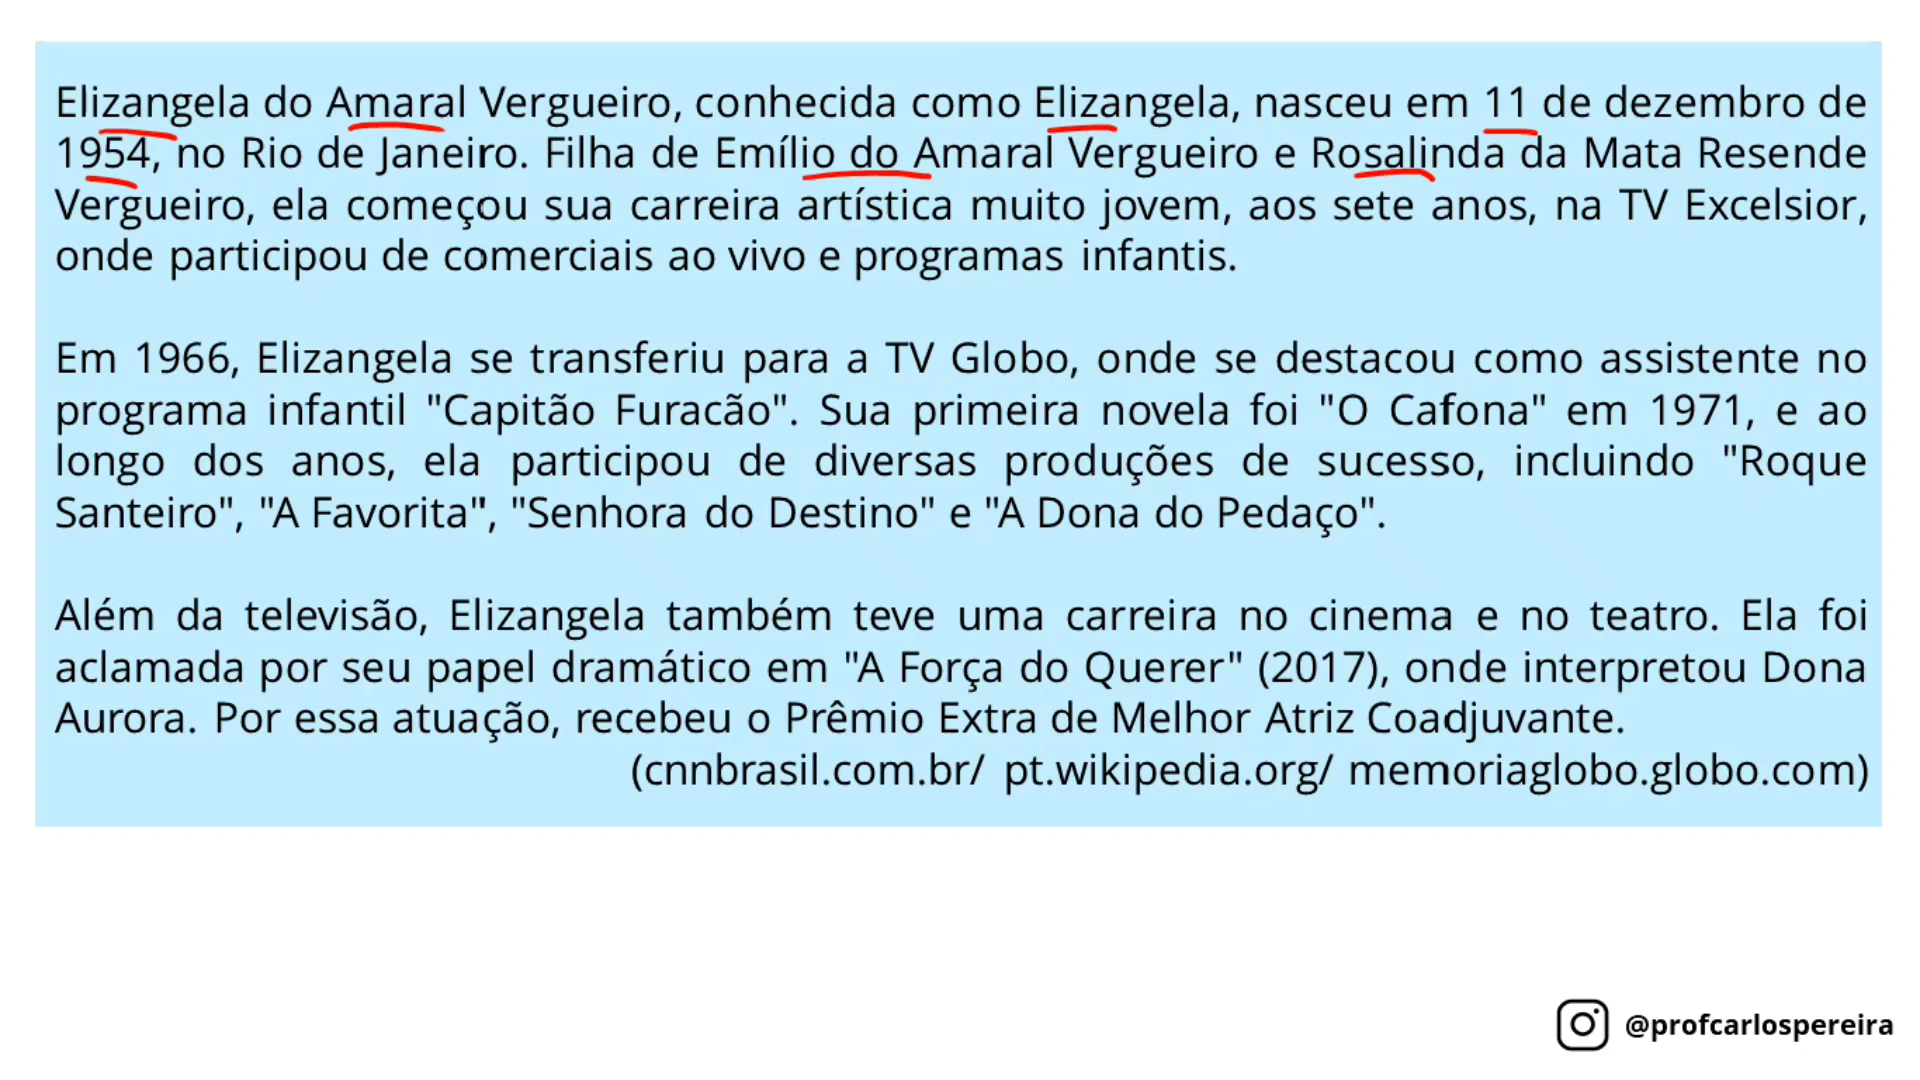 Elizangela do Amaral Vergueiro, conhecida como Elizangela, nasceu em 11 de dezembro de
1954, no Rio de Janeiro. Filha de Emílio do Amaral Vergueiro e Rosalinda da Mata Resende
Vergueiro, ela começou sua carreira artística muito jovem, aos sete anos, na TV Excelsior,
onde participou de comerciais ao vivo e programas infantis.
Em 1966, Elizangela se transferiu para a TV Globo, onde se destacou como assistente no
programa infantil "Capitão Furacão". Sua primeira novela foi "O Cafona" em 1971, e ao
longo dos anos, ela participou de diversas produções de sucesso, incluindo "Roque
Santeiro", "A Favorita", "Senhora do Destino" e "A Dona do Pedaço".
Além da televisão, Elizangela também teve uma carreira no cinema e no teatro. Ela foi
aclamada por seu papel dramático em "A Força do Querer" (2017), onde interpretou Dona
Aurora. Por essa atuação, recebeu o Prêmio Extra de Melhor Atriz Coadjuvante.
(cnnbrasil.com.br/ pt.wikipedia.org/ memoriaglobo.globo.com)
@profcarlospereira